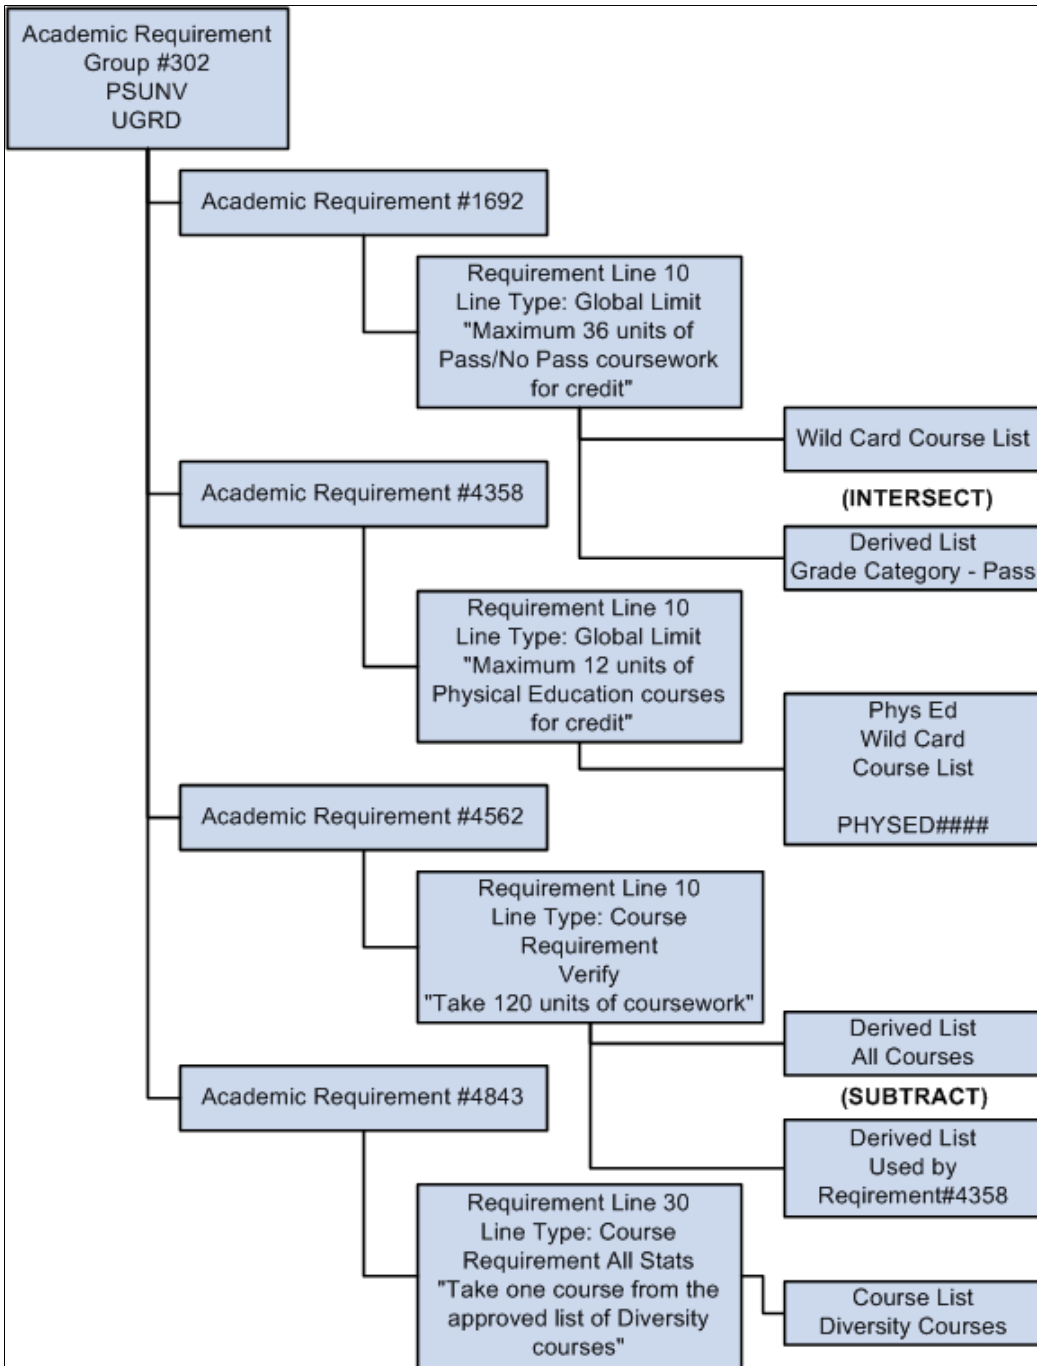 Academic Requirement
Group #302
PSUNV
UGRD
Academic Requirement #1692
Requirement Line 10
Line Type: Global Limit
"Maximum 36 units of
Pass/No Pass coursework
for credit"
Wild Card Course List
(INTERSECT)
Derived List
Grade Category - Pass
Academic Requirement #4358
Requirement Line 10
Line Type: Global Limit
"Maximum 12 units of
Physical Education courses
for credit"
Phys Ed
Wild Card
Course List
PHYSED####
Academic Requirement #4562
Requirement Line 10
Line Type: Course
Requirement
Verify
"Take 120 units of coursework"
Derived List
All Courses
(SUBTRACT)
Derived List
Used by
Reqirement#4358
Academic Requirement #4843
Requirement Line 30
Line Type: Course
Requirement All Stats
"Take one course from the
approved list of Diversity
courses"
Course List
Diversity Courses